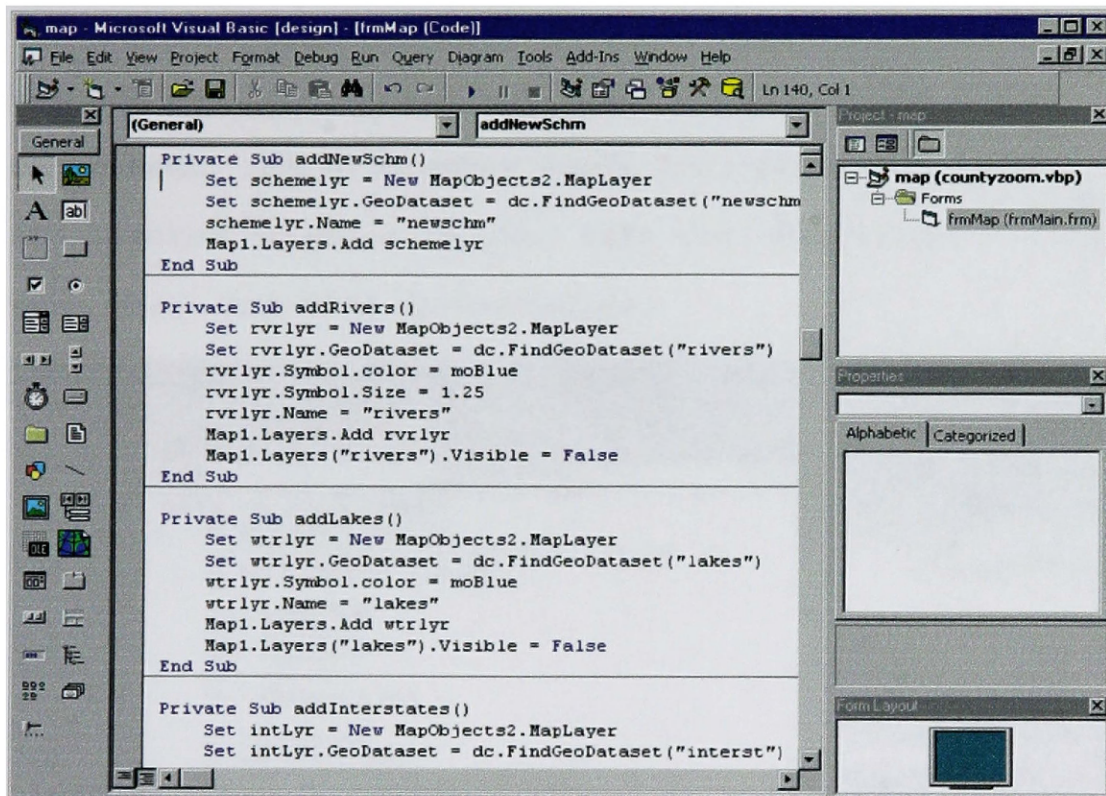 map - Microsoft Visual Basic [design] - [frmMap (Code)]
File Edit View Project Format Debug Run Query Diagram Tools Add-Ins Window Help
Ln 140, Col 1
General
A
ab
OLE
(General)
addNewSchm
Private Sub addNewSchm()
Set schemelyr = New MapObjects2.MapLayer
Set schemelyr.GeoDataset = dc.FindGeoDataset("newschm
schemelyr.Name = "newschm"
Map1.Layers.Add schemelyr
End Sub
Private Sub addRivers()
Set rvrlyr = New MapObjects2.MapLayer
Set rvrlyr.GeoDataset = dc.FindGeoDataset("rivers")
rvrlyr.Symbol.color = moBlue
rvrlyr.Symbol.Size = 1.25
rvrlyr.Name = "rivers"
Map1.Layers.Add rvrlyr
Map1.Layers("rivers").Visible = False
End Sub
Private Sub addLakes()
Set wtrlyr = New MapObjects2.MapLayer
Set wtrlyr.GeoDataset = dc.FindGeoDataset("lakes")
wtrlyr.Symbol.color = moBlue
wtrlyr.Name = "lakes"
Map1.Layers.Add wtrlyr
Map1.Layers("lakes").Visible = False
End Sub
Private Sub addInterstates()
Set intLyr = New MapObjects2.MapLayer
Set intLyr.GeoDataset = dc.FindGeoDataset("interst")
Project - map
map (countyzoom.vbp)
Forms
frmMap (frmMain.frm)
Properties
Alphabetic Categorized
Form Layout